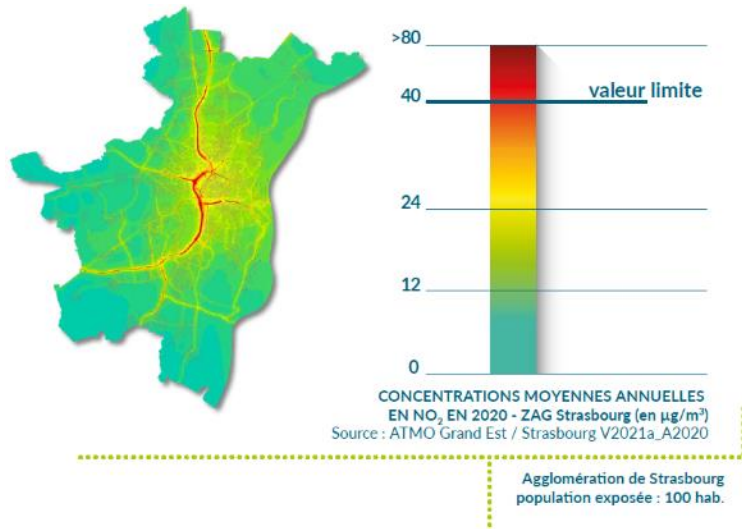 >80
valeur limite
40
24
12
0
CONCENTRATIONS MOYENNES ANNUELLES
EN NO₂ EN 2020 - ZAG Strasbourg (en µg/m³)
Source : ATMO Grand Est / Strasbourg V2021a_A2020
Agglomération de Strasbourg
population exposée : 100 hab.